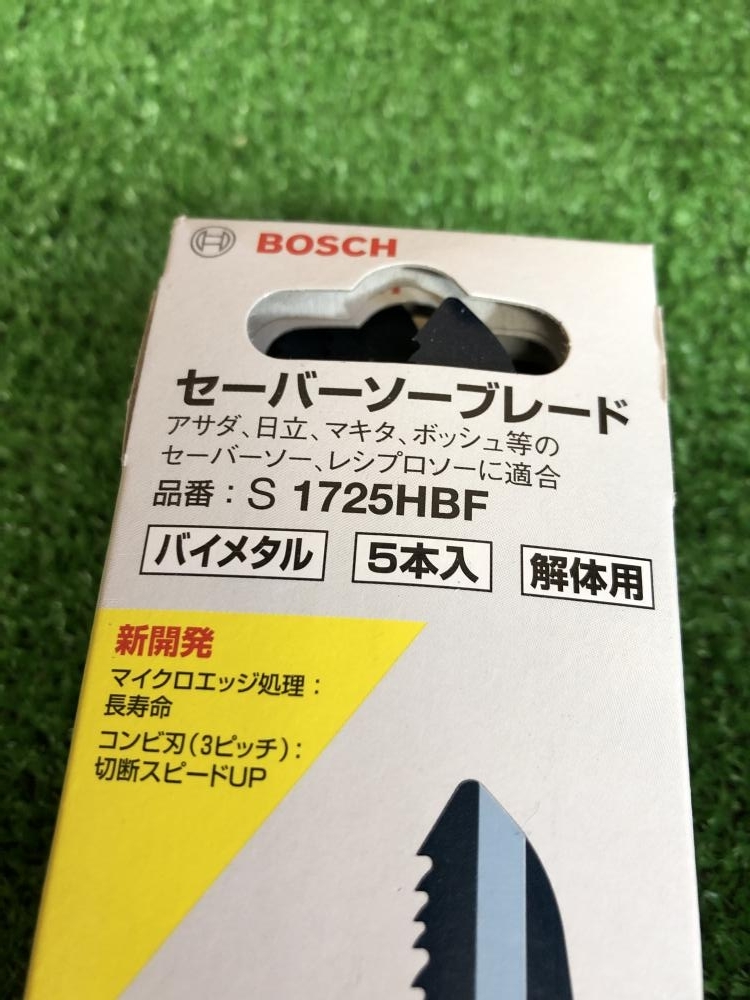 BOSCH
セーバーソーブレード
アサダ、日立、マキタ、ボッシュ等の
セーバーソー、レシプロソーに適合
品番：S 1725HBF
バイメタル 5本入 解体用
新開発
マイクロエッジ処理：
長寿命
コンビ刃（3ピッチ）：
切断スピードUP